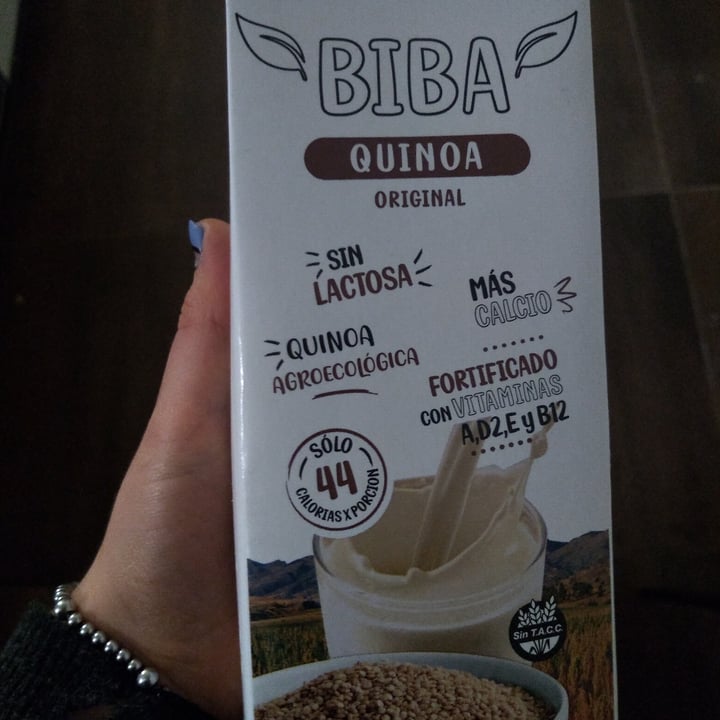 BIBA
QUINOA
ORIGINAL
SIN
LACTOSA
MÁS
CALCIO
QUINOA
AGROECOLÓGICA
FORTIFICADO
CON VITAMINAS
A,D2,E y B12
SÓLO
44
CALORIAS X PORCION
Sin T.A.C.C.